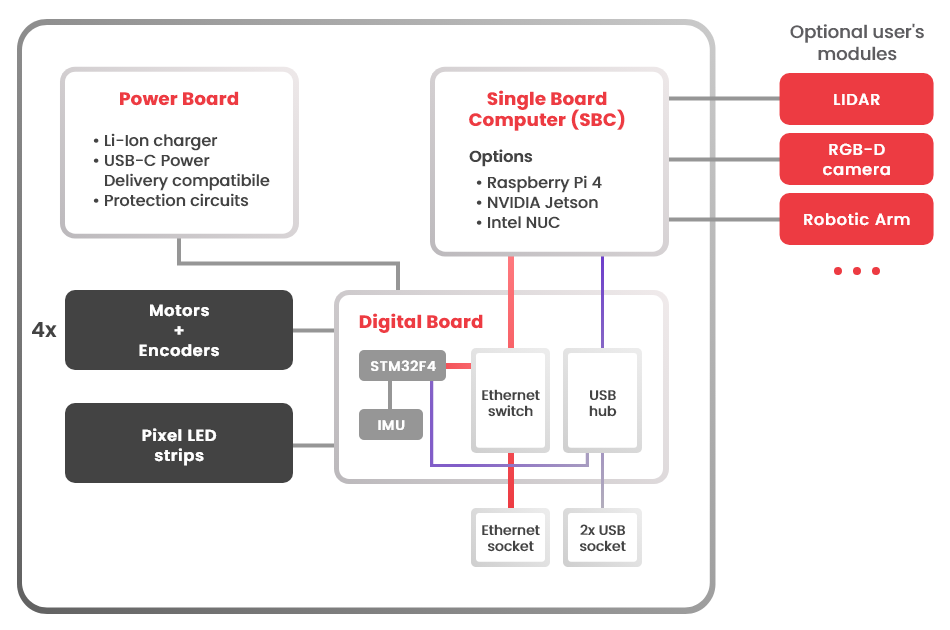 Optional user's
modules
Power Board
• Li-Ion charger
• USB-C Power
Delivery compatibile
• Protection circuits
Single Board
Computer (SBC)
Options
• Raspberry Pi 4
• NVIDIA Jetson
• Intel NUC
LIDAR
RGB-D
camera
Robotic Arm
4x
Motors
+
Encoders
Pixel LED
strips
Digital Board
STM32F4
IMU
Ethernet
switch
USB
hub
Ethernet
socket
2x USB
socket